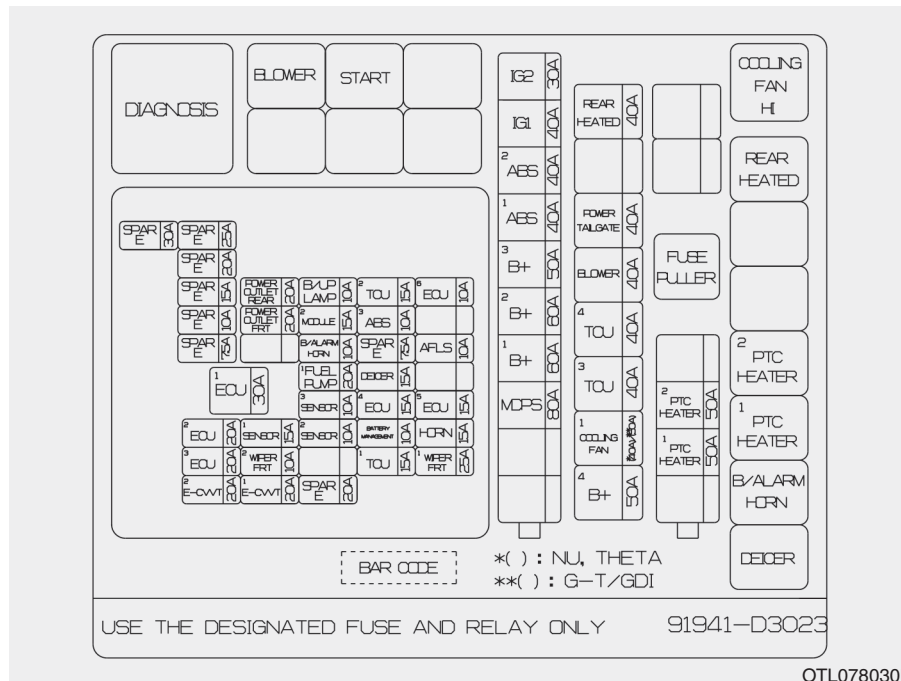 DIAGNOSIS
BLOWER
START
IG2 30A
IG1 40A
2 ABS 40A
1 ABS 40A
3 B+ 50A
2 B+ 60A
1 B+ 60A
MDPS 80A
REAR HEATED 40A
POWER TAILGATE 40A
BLOWER 40A
4 TCU 40A
3 TCU 40A
1 COOLING FAN
4 B+ 50A
FUSE
PULLER
2 PTC HEATER 50A
1 PTC HEATER 50A
COOLING
FAN
HI
REAR
HEATED
2 PTC
HEATER
1 PTC
HEATER
B/ALARM
HORN
DEICER
SPARE 30A SPARE 25A
SPARE 20A
SPARE 15A POWER OUTLET REAR 20A B/UP LAMP 10A 2 TCU 15A 6 ECU 10A
SPARE 10A POWER OUTLET FRT 20A 2 MODULE 15A 3 ABS 10A
SPARE 7.5A B/ALARM HORN 10A SPARE 7.5A AFLS 10A
1 ECU 30A 1 FUEL PUMP 20A DEICER 15A
3 SENSOR 10A 4 ECU 15A 5 ECU 15A
2 ECU 20A 1 SENSOR 15A 2 SENSOR 10A BATTERY MANAGEMENT 10A HORN 15A
3 ECU 20A 2 WIPER FRT 10A 1 TCU 15A 1 WIPER FRT 25A
2 E-CVVT 20A 1 E-CVVT 20A SPARE 20A
BAR CODE
*( ) : NU, THETA
**( ) : G-T/GDI
USE THE DESIGNATED FUSE AND RELAY ONLY 91941-D3023
OTL078030